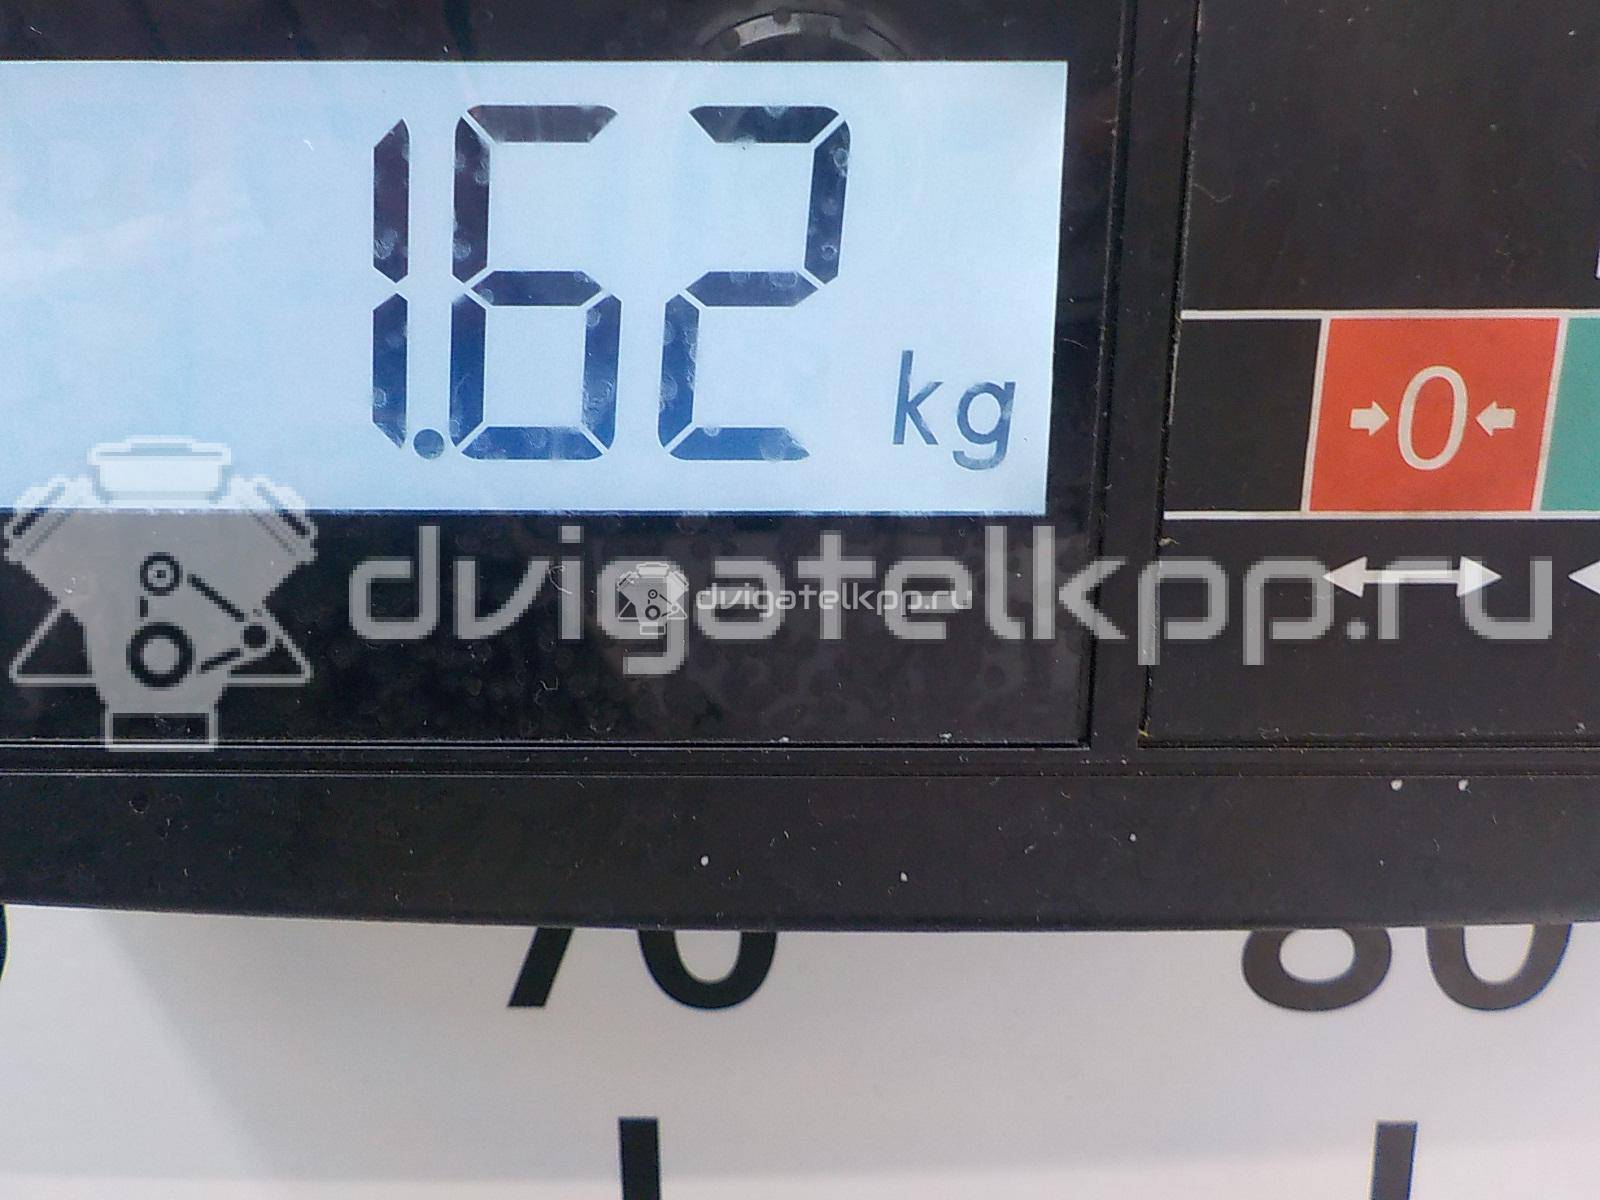 1.62 kg
0
dvigatelkpp.ru
dvigatelkpp.ru
70 80